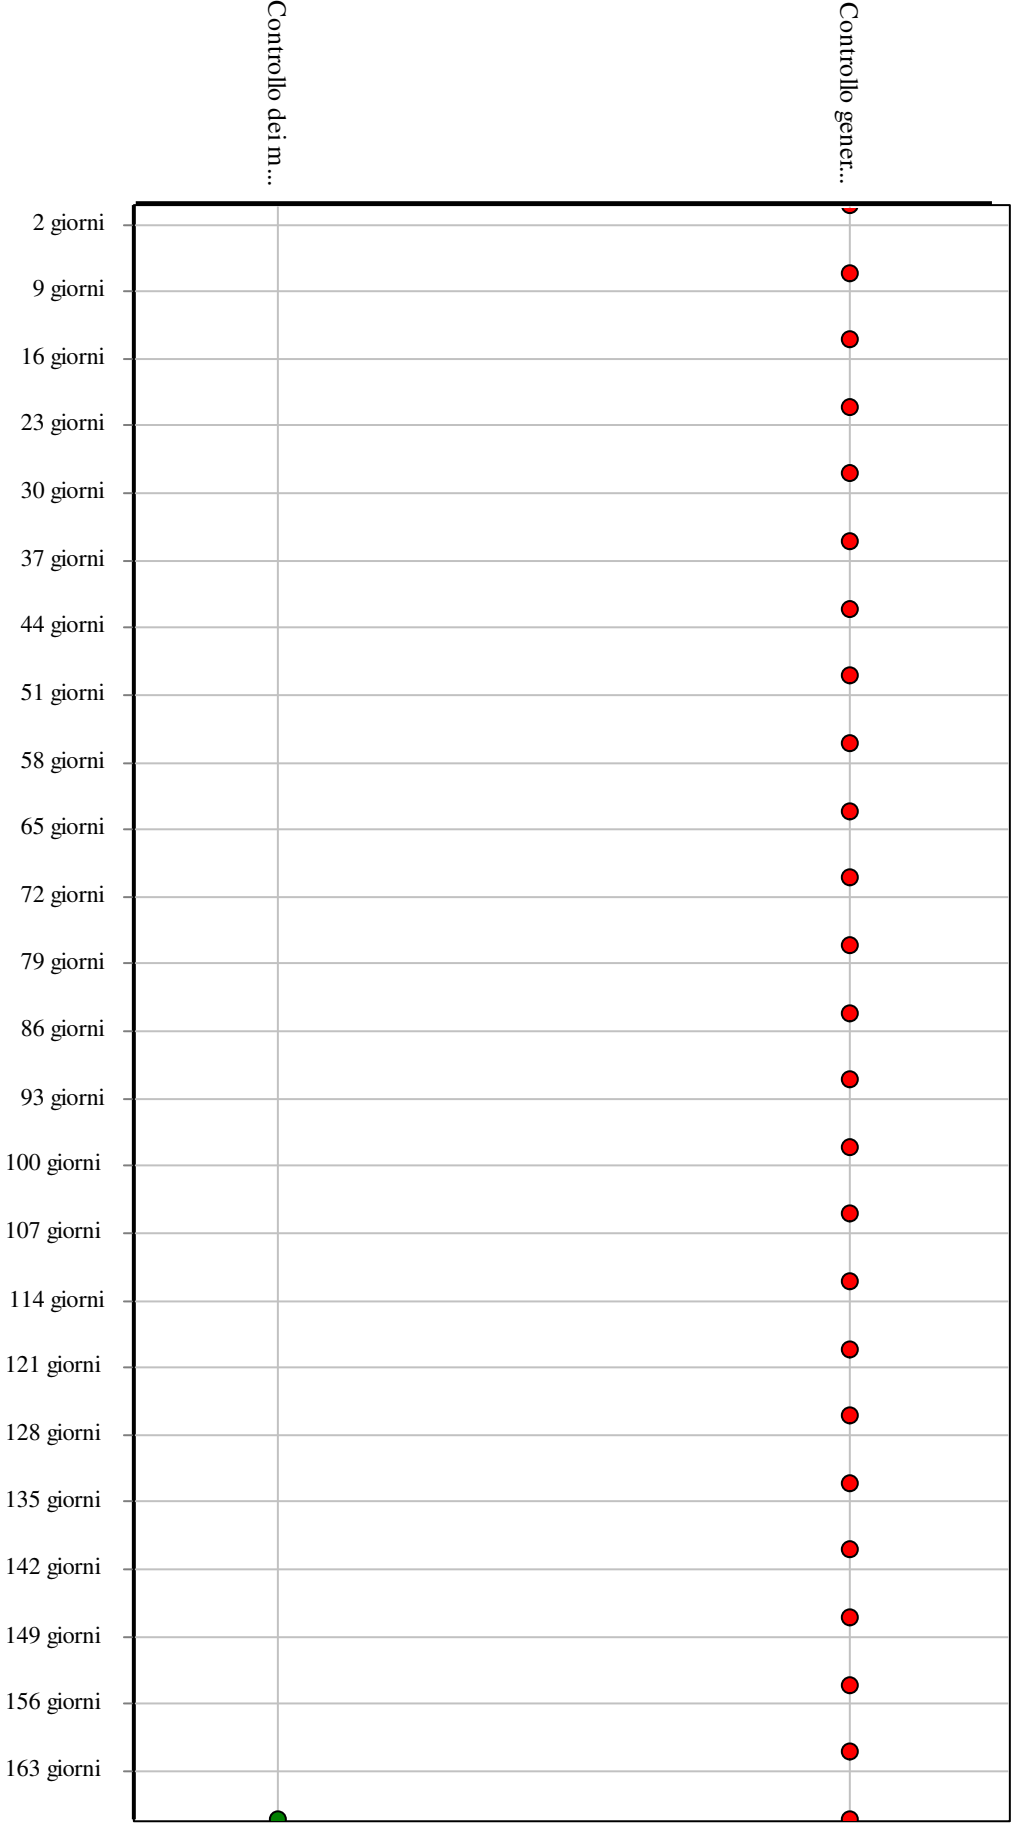 Controllo dei m...
Controllo gener...
2 giorni
9 giorni
16 giorni
23 giorni
30 giorni
37 giorni
44 giorni
51 giorni
58 giorni
65 giorni
72 giorni
79 giorni
86 giorni
93 giorni
100 giorni
107 giorni
114 giorni
121 giorni
128 giorni
135 giorni
142 giorni
149 giorni
156 giorni
163 giorni